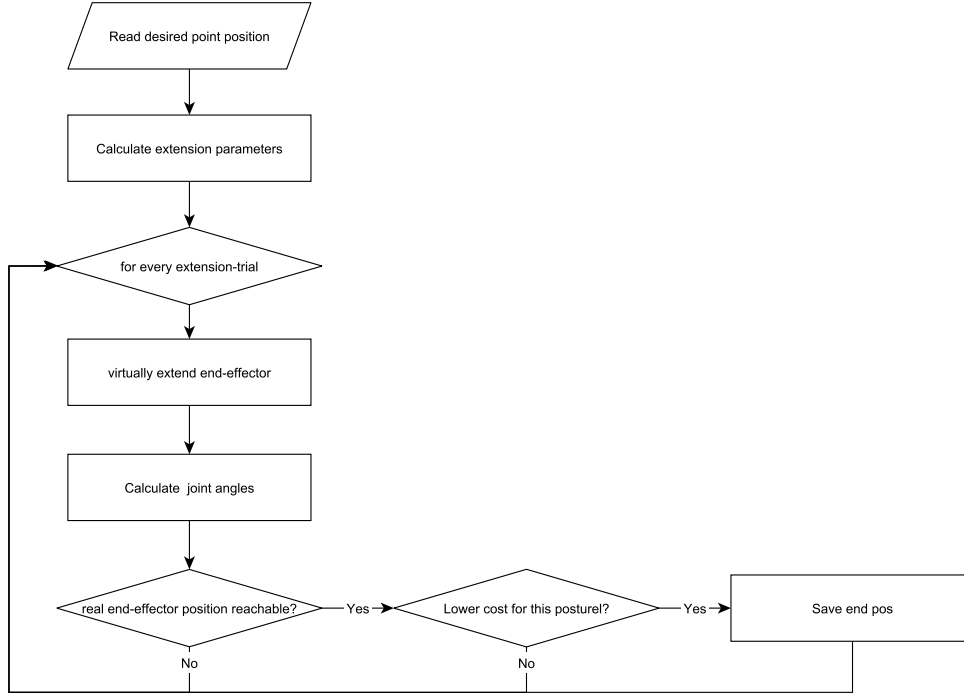 Read desired point position
Calculate extension parameters
for every extension-trial
virtually extend end-effector
Calculate joint angles
real end-effector position reachable?
Yes
Lower cost for this posturel?
Yes
Save end pos
No
No